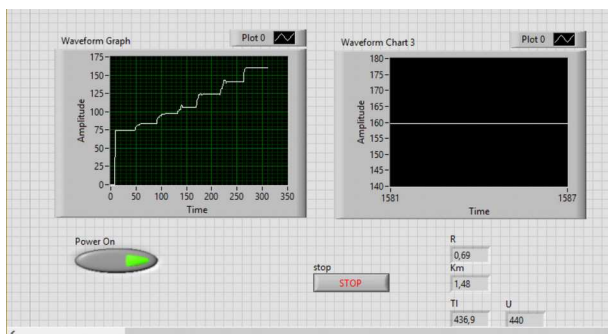 Waveform Graph
Plot 0
175
150
125
100
75
50
25
0
Amplitude
0 50 100 150 200 250 300 350
Time
Waveform Chart 3
Plot 0
180
175
170
165
160
155
150
145
140
Amplitude
1581 1587
Time
Power On
stop
STOP
R
0,69
Km
1,48
TI U
436,9 440